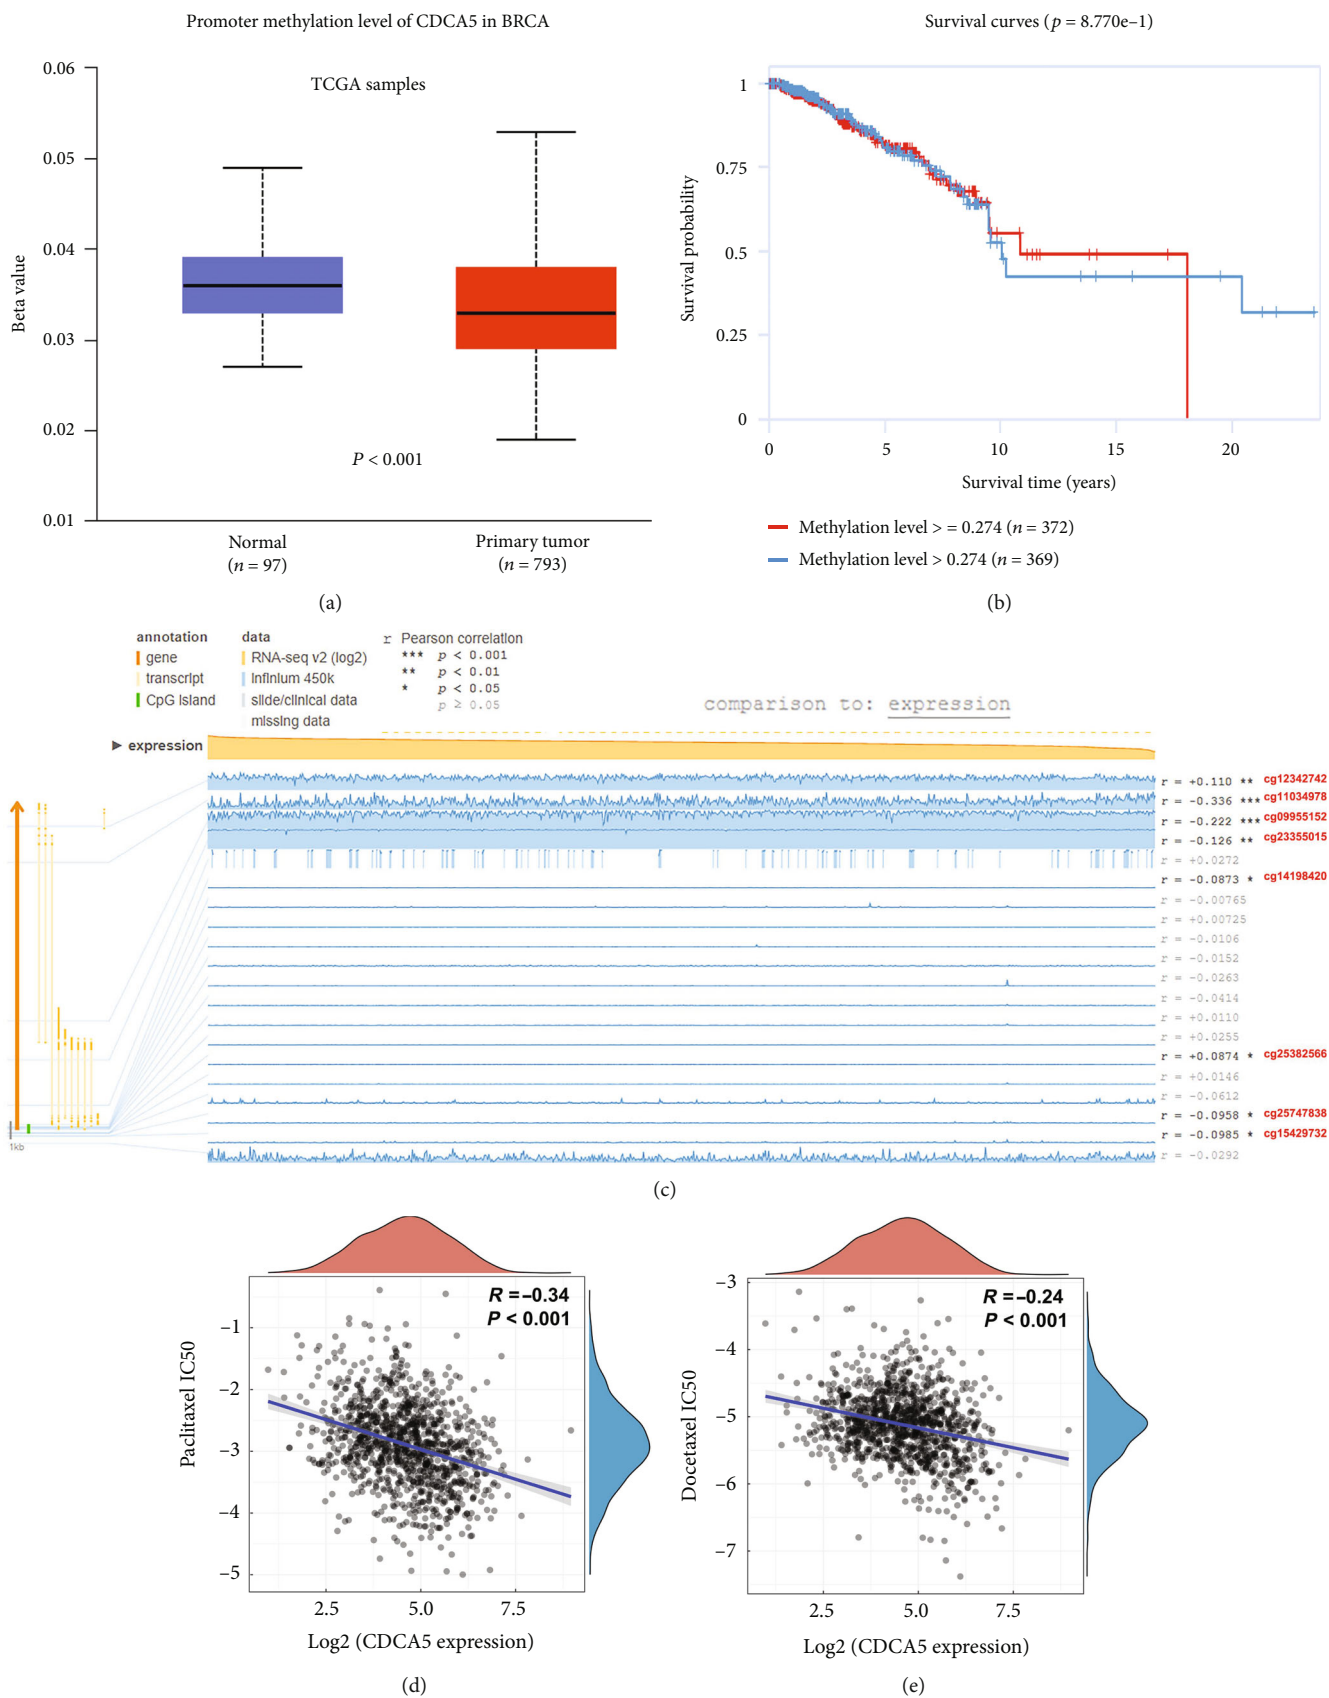 Promoter methylation level of CDCA5 in BRCA
TCGA samples
0.06
0.05
0.04
0.03
0.02
0.01
Beta value
P < 0.001
Normal
(n = 97)
Primary tumor
(n = 793)
(a)
Survival curves (p = 8.770e–1)
1
0.75
0.5
0.25
0
Survival probability
0 5 10 15 20
Survival time (years)
Methylation level > = 0.274 (n = 372)
Methylation level > 0.274 (n = 369)
(b)
annotation
gene
transcript
CpG island
data
RNA-seq v2 (log2)
infinium 450k
slide/clinical data
missing data
r Pearson correlation
*** p < 0.001
** p < 0.01
* p < 0.05
p ≥ 0.05
comparison to: expression
▶ expression
r = +0.110 ** cg12342742
r = -0.336 *** cg11034978
r = -0.222 *** cg09955152
r = -0.126 ** cg23355015
r = +0.0272
r = -0.0873 * cg14198420
r = -0.00765
r = +0.00725
r = -0.0106
r = -0.0152
r = -0.0263
r = -0.0414
r = +0.0110
r = +0.0255
r = +0.0874 * cg25382566
r = +0.0146
r = -0.0612
r = -0.0958 * cg25747838
r = -0.0985 * cg15429732
r = -0.0292
1kb
(c)
R = –0.34
P < 0.001
–1
–2
–3
–4
–5
Paclitaxel IC50
2.5 5.0 7.5
Log2 (CDCA5 expression)
(d)
R = –0.24
P < 0.001
–3
–4
–5
–6
–7
Docetaxel IC50
2.5 5.0 7.5
Log2 (CDCA5 expression)
(e)